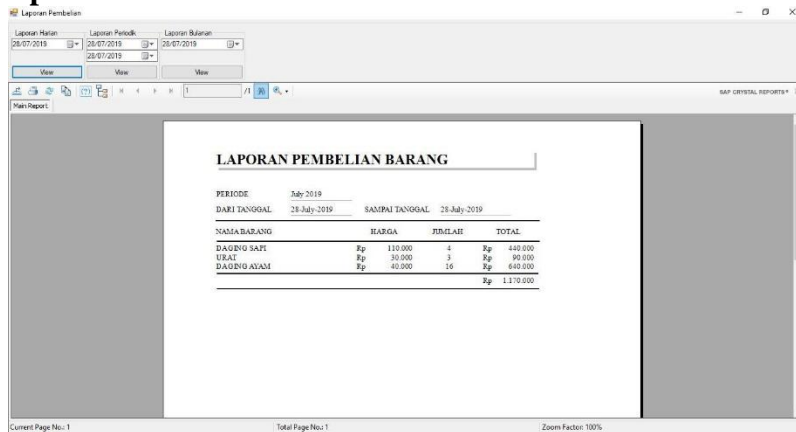 Laporan Pembelian
Laporan Harian Laporan Periodik Laporan Bulanan
28/07/2019 28/07/2019 28/07/2019
28/07/2019
View View View
1 /1 SAP CRYSTAL REPORTS
Main Report
LAPORAN PEMBELIAN BARANG
PERIODE July 2019
DARI TANGGAL 28-July-2019 SAMPAI TANGGAL 28-July-2019
NAMA BARANG HARGA JUMLAH TOTAL
DAGING SAPI Rp 110.000 4 Rp 440.000
URAT Rp 30.000 3 Rp 90.000
DAGING AYAM Rp 40.000 16 Rp 640.000
Rp 1.170.000
Current Page No.: 1 Total Page No.: 1 Zoom Factor: 100%